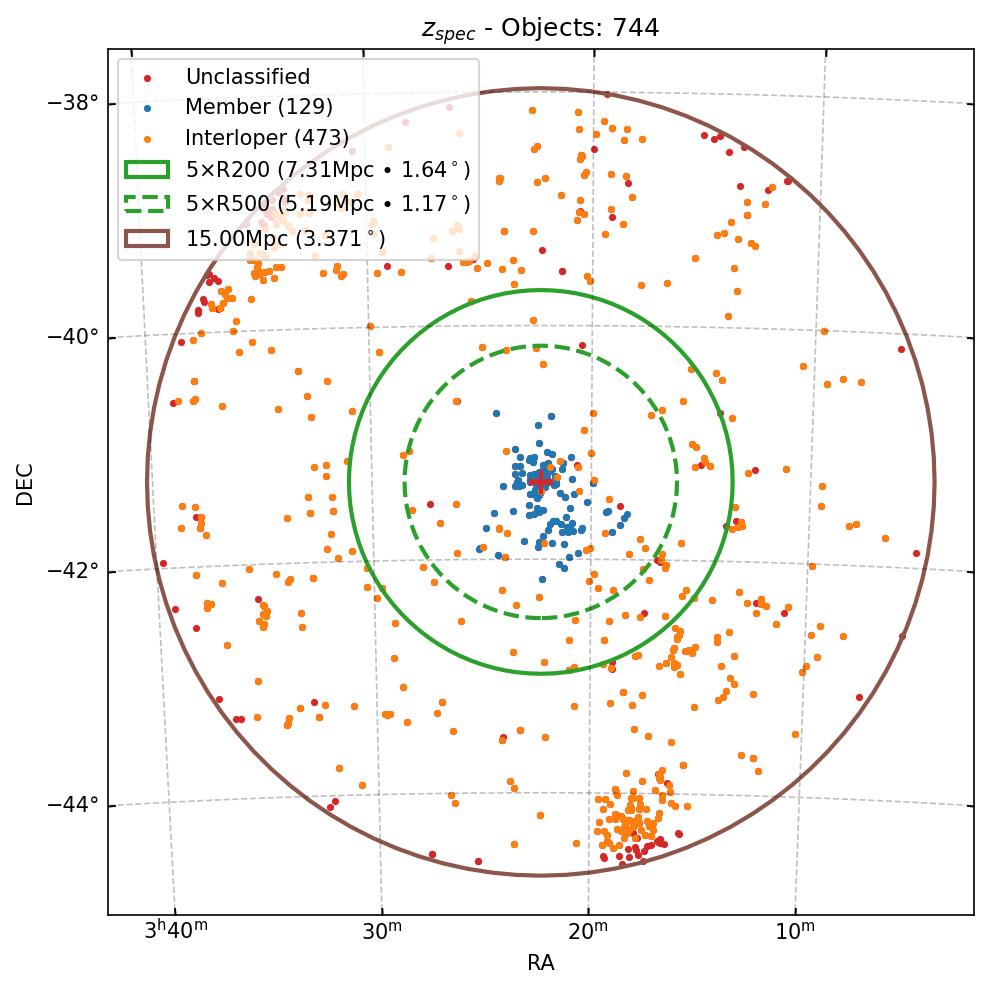 z_spec - Objects: 744
Unclassified
Member (129)
Interloper (473)
5×R200 (7.31Mpc • 1.64°)
5×R500 (5.19Mpc • 1.17°)
15.00Mpc (3.371°)
−38°
−40°
−42°
−44°
DEC
3ʰ40ᵐ 30ᵐ 20ᵐ 10ᵐ
RA